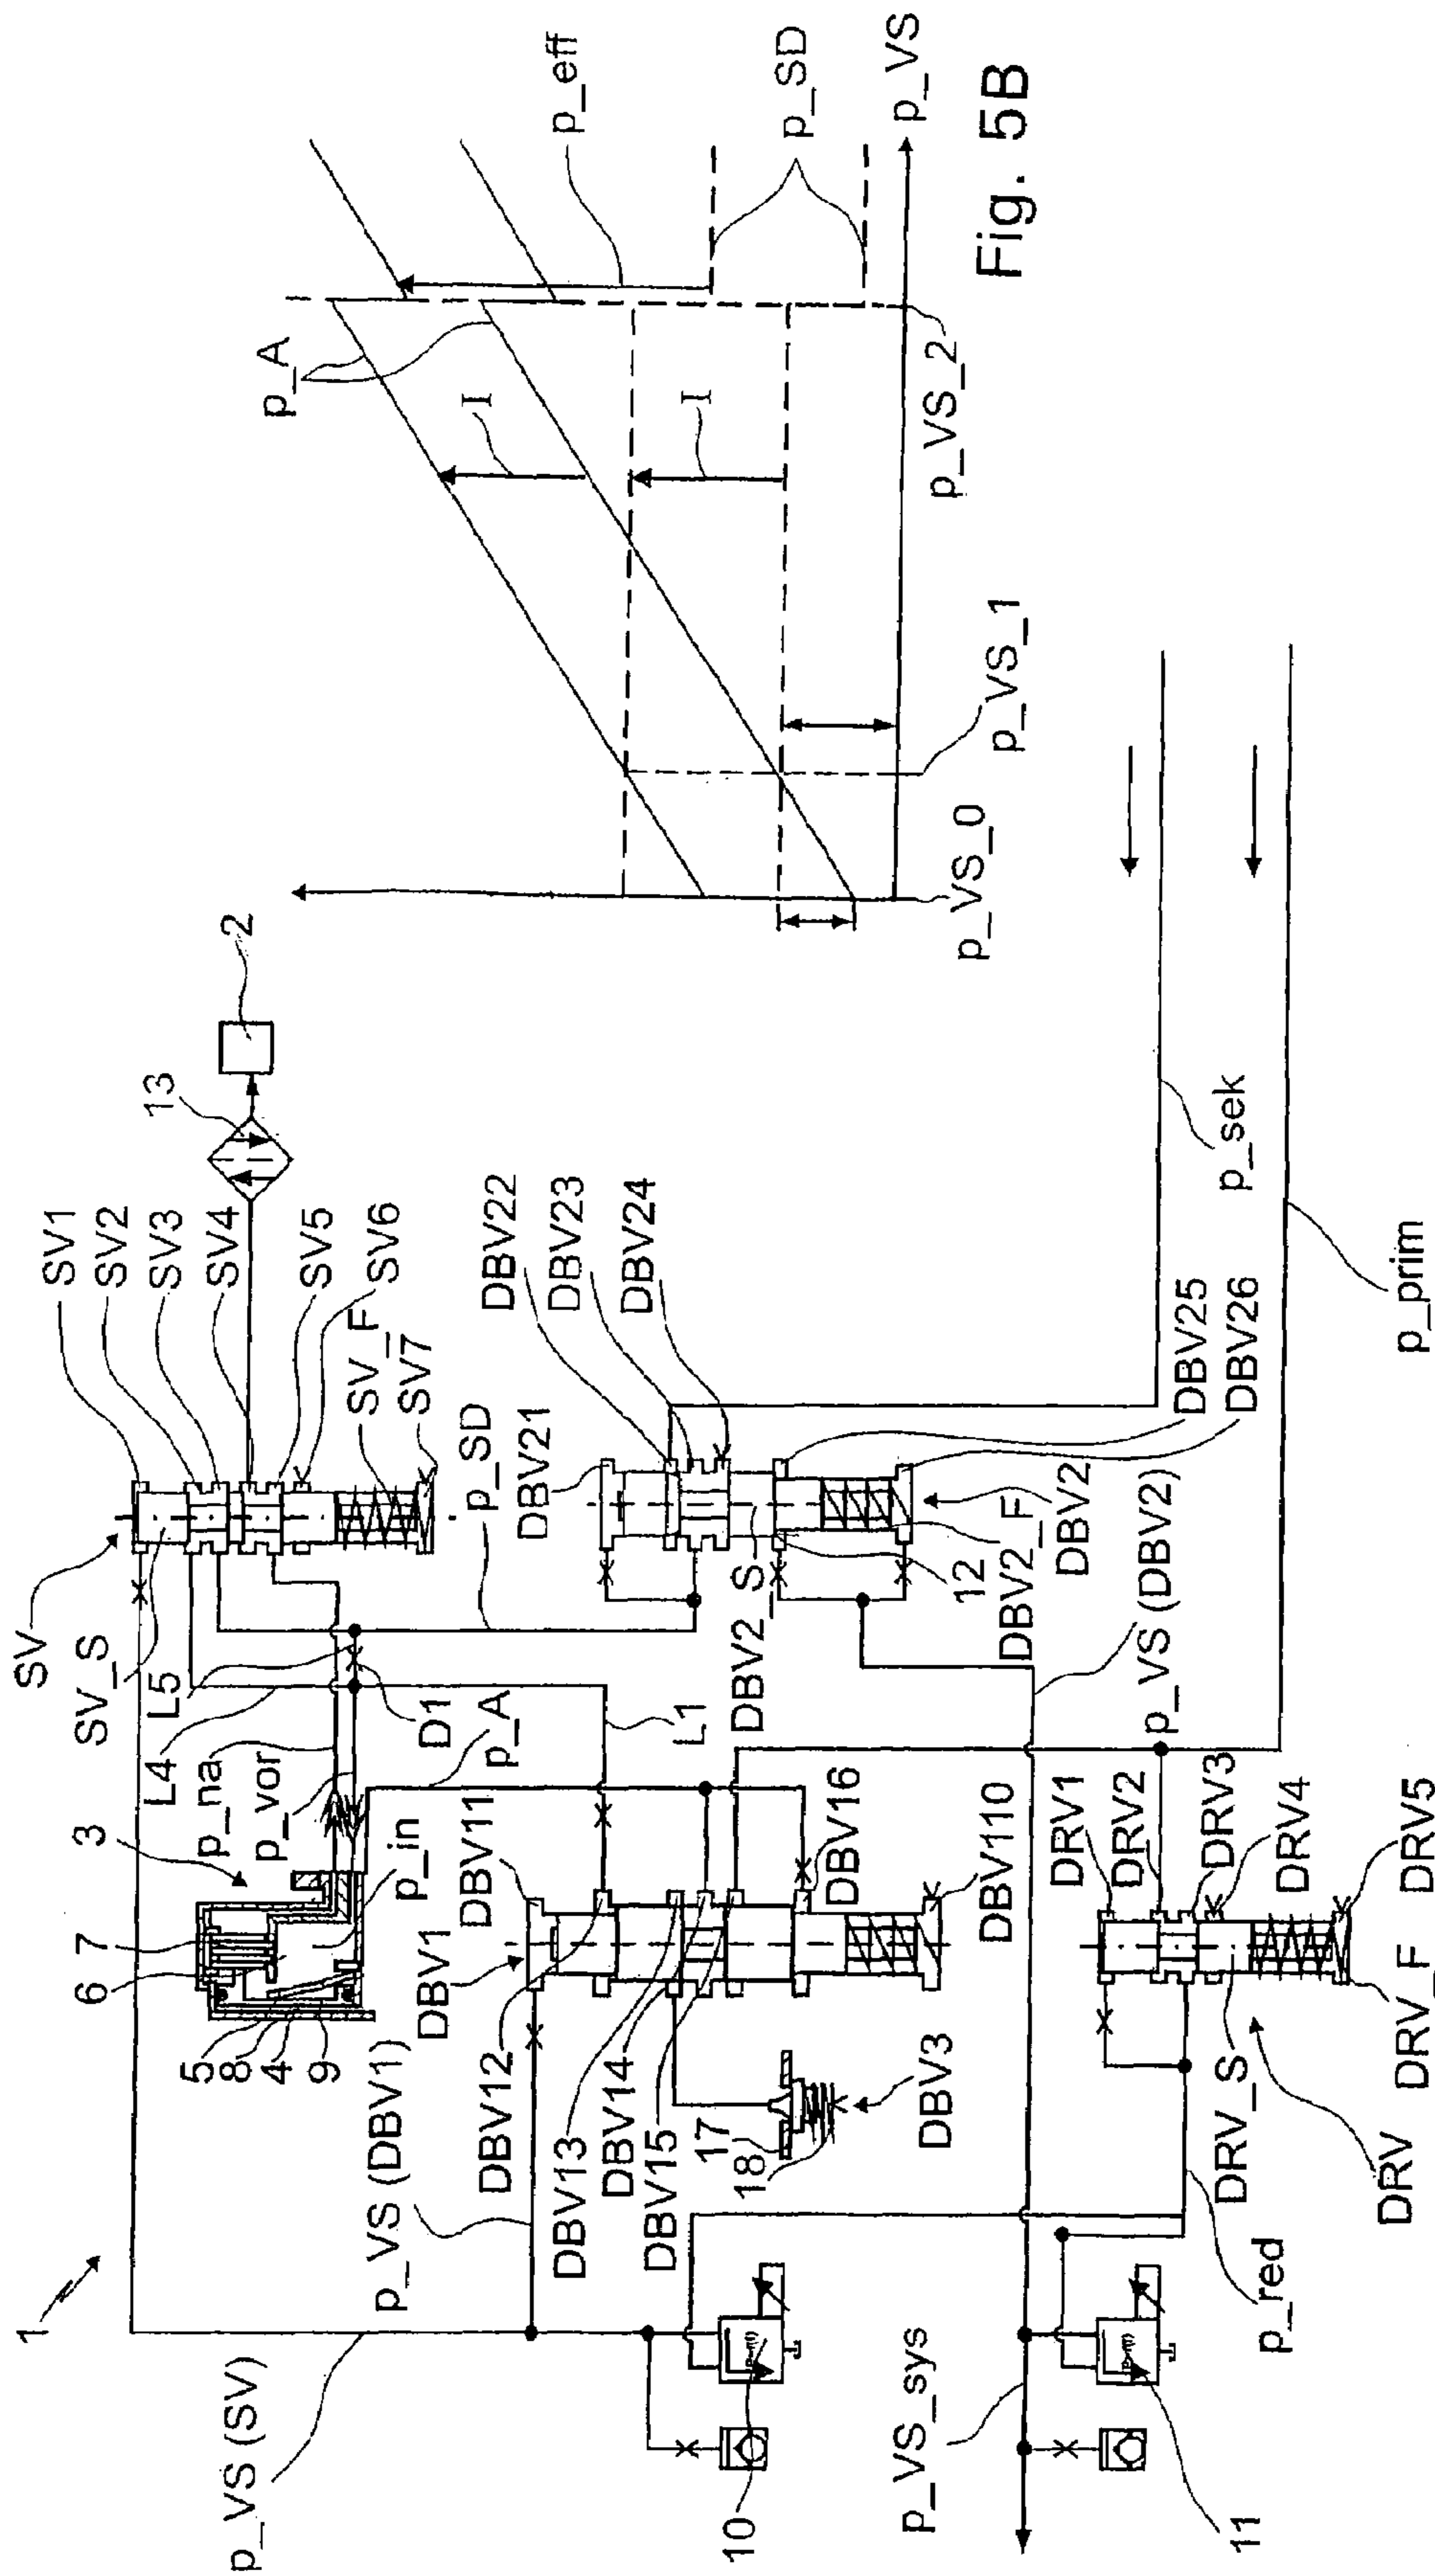 1
p_VS (SV)
p_VS (DBV1)
10
p_VS_sys
11
p_red
3
7
6
5
8
4
9
p_na
p_vor
p_in
L4
L5
D1
p_A
L1
SV
SV_S
SV1
SV2
SV3
SV4
SV5
SV6
SV_F
SV7
p_SD
13
2
DBV1
DBV11
DBV12
DBV13
DBV14
DBV15
DBV16
DBV110
17
18
DBV3
DBV21
DBV22
DBV23
DBV24
DBV25
DBV26
DBV2_S
12
DBV2_F
DBV2
p_VS (DBV2)
p_VS
DRV1
DRV2
DRV3
DRV4
DRV5
DRV_F
DRV_S
DRV
p_sek
p_prim
p_A
I
I
p_eff
p_SD
p_VS_0
p_VS_1
p_VS_2
Fig. 5B